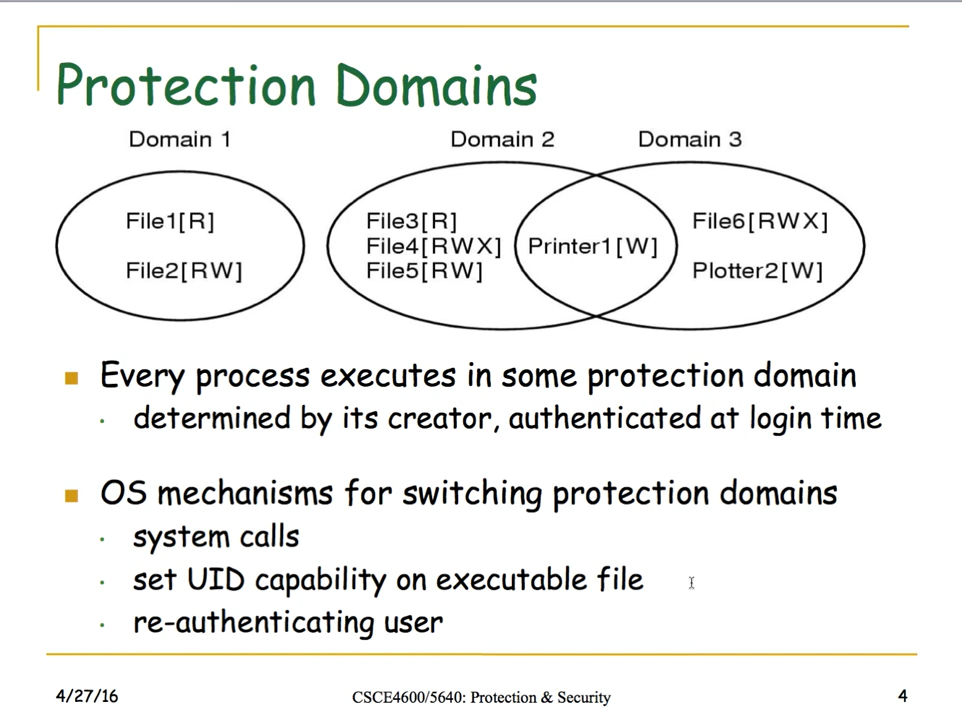 Protection Domains
Domain 1
Domain 2
Domain 3
File1[R]
File2[RW]
File3[R]
File4[RWX]
File5[RW]
Printer1[W]
File6[RWX]
Plotter2[W]
Every process executes in some protection domain
determined by its creator, authenticated at login time
OS mechanisms for switching protection domains
system calls
set UID capability on executable file
re-authenticating user
4/27/16
CSCE4600/5640: Protection & Security
4